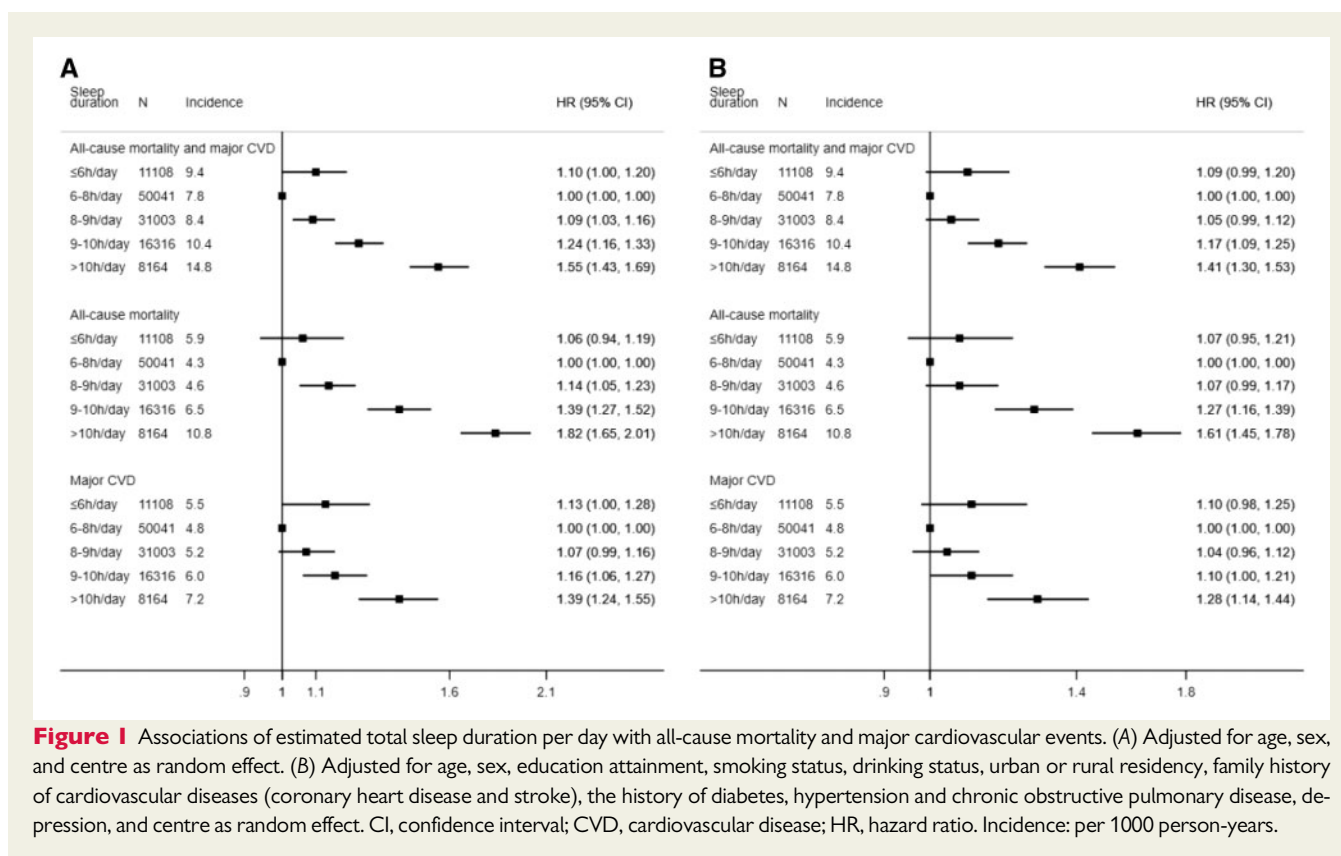 A
Sleep
duration N Incidence HR (95% CI)
All-cause mortality and major CVD
≤6h/day 11108 9.4 1.10 (1.00, 1.20)
6-8h/day 50041 7.8 1.00 (1.00, 1.00)
8-9h/day 31003 8.4 1.09 (1.03, 1.16)
9-10h/day 16316 10.4 1.24 (1.16, 1.33)
>10h/day 8164 14.8 1.55 (1.43, 1.69)
All-cause mortality
≤6h/day 11108 5.9 1.06 (0.94, 1.19)
6-8h/day 50041 4.3 1.00 (1.00, 1.00)
8-9h/day 31003 4.6 1.14 (1.05, 1.23)
9-10h/day 16316 6.5 1.39 (1.27, 1.52)
>10h/day 8164 10.8 1.82 (1.65, 2.01)
Major CVD
≤6h/day 11108 5.5 1.13 (1.00, 1.28)
6-8h/day 50041 4.8 1.00 (1.00, 1.00)
8-9h/day 31003 5.2 1.07 (0.99, 1.16)
9-10h/day 16316 6.0 1.16 (1.06, 1.27)
>10h/day 8164 7.2 1.39 (1.24, 1.55)
.9 1 1.1 1.6 2.1
B
Sleep
duration N Incidence HR (95% CI)
All-cause mortality and major CVD
≤6h/day 11108 9.4 1.09 (0.99, 1.20)
6-8h/day 50041 7.8 1.00 (1.00, 1.00)
8-9h/day 31003 8.4 1.05 (0.99, 1.12)
9-10h/day 16316 10.4 1.17 (1.09, 1.25)
>10h/day 8164 14.8 1.41 (1.30, 1.53)
All-cause mortality
≤6h/day 11108 5.9 1.07 (0.95, 1.21)
6-8h/day 50041 4.3 1.00 (1.00, 1.00)
8-9h/day 31003 4.6 1.07 (0.99, 1.17)
9-10h/day 16316 6.5 1.27 (1.16, 1.39)
>10h/day 8164 10.8 1.61 (1.45, 1.78)
Major CVD
≤6h/day 11108 5.5 1.10 (0.98, 1.25)
6-8h/day 50041 4.8 1.00 (1.00, 1.00)
8-9h/day 31003 5.2 1.04 (0.96, 1.12)
9-10h/day 16316 6.0 1.10 (1.00, 1.21)
>10h/day 8164 7.2 1.28 (1.14, 1.44)
.9 1 1.4 1.8
Figure 1 Associations of estimated total sleep duration per day with all-cause mortality and major cardiovascular events. (A) Adjusted for age, sex,
and centre as random effect. (B) Adjusted for age, sex, education attainment, smoking status, drinking status, urban or rural residency, family history
of cardiovascular diseases (coronary heart disease and stroke), the history of diabetes, hypertension and chronic obstructive pulmonary disease, de-
pression, and centre as random effect. CI, confidence interval; CVD, cardiovascular disease; HR, hazard ratio. Incidence: per 1000 person-years.